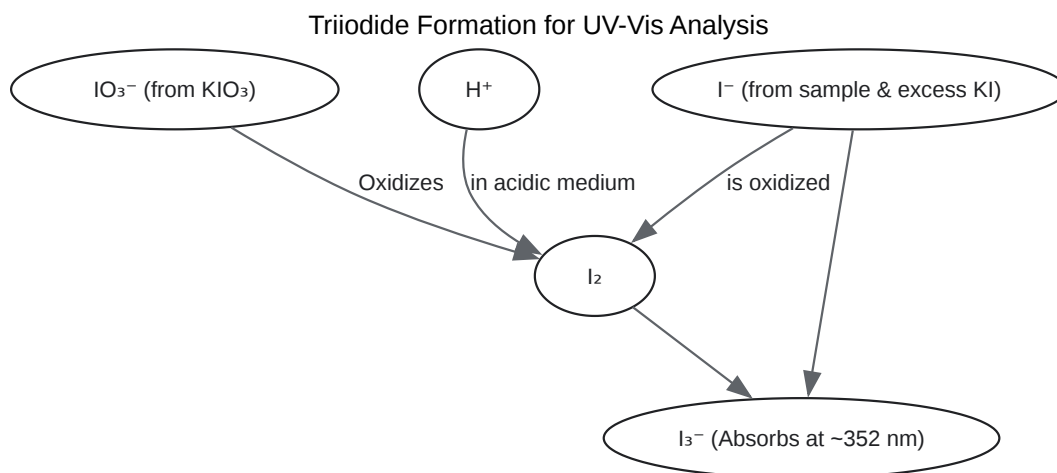 Triiodide Formation for UV-Vis Analysis
IO₃⁻ (from KIO₃)
H⁺
I⁻ (from sample & excess KI)
Oxidizes
in acidic medium
is oxidized
I₂
I₃⁻ (Absorbs at ~352 nm)